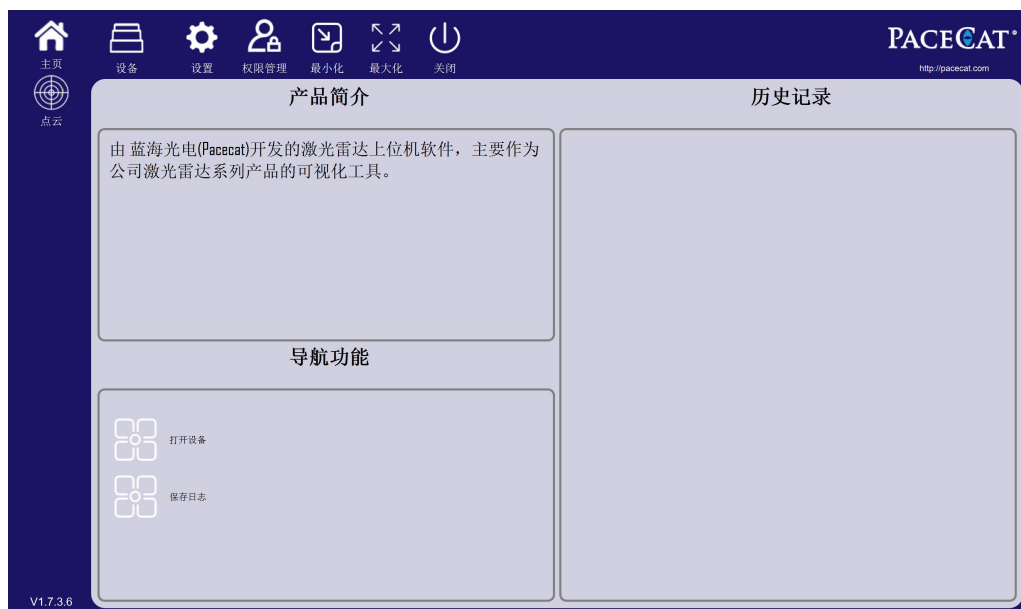 主页
设备
设置
权限管理
最小化
最大化
关闭
PACECAT
http://pacecat.com
点云
产品简介
由 蓝海光电(Pacecat)开发的激光雷达上位机软件，主要作为
公司激光雷达系列产品的可视化工具。
导航功能
打开设备
保存日志
历史记录
V1.7.3.6